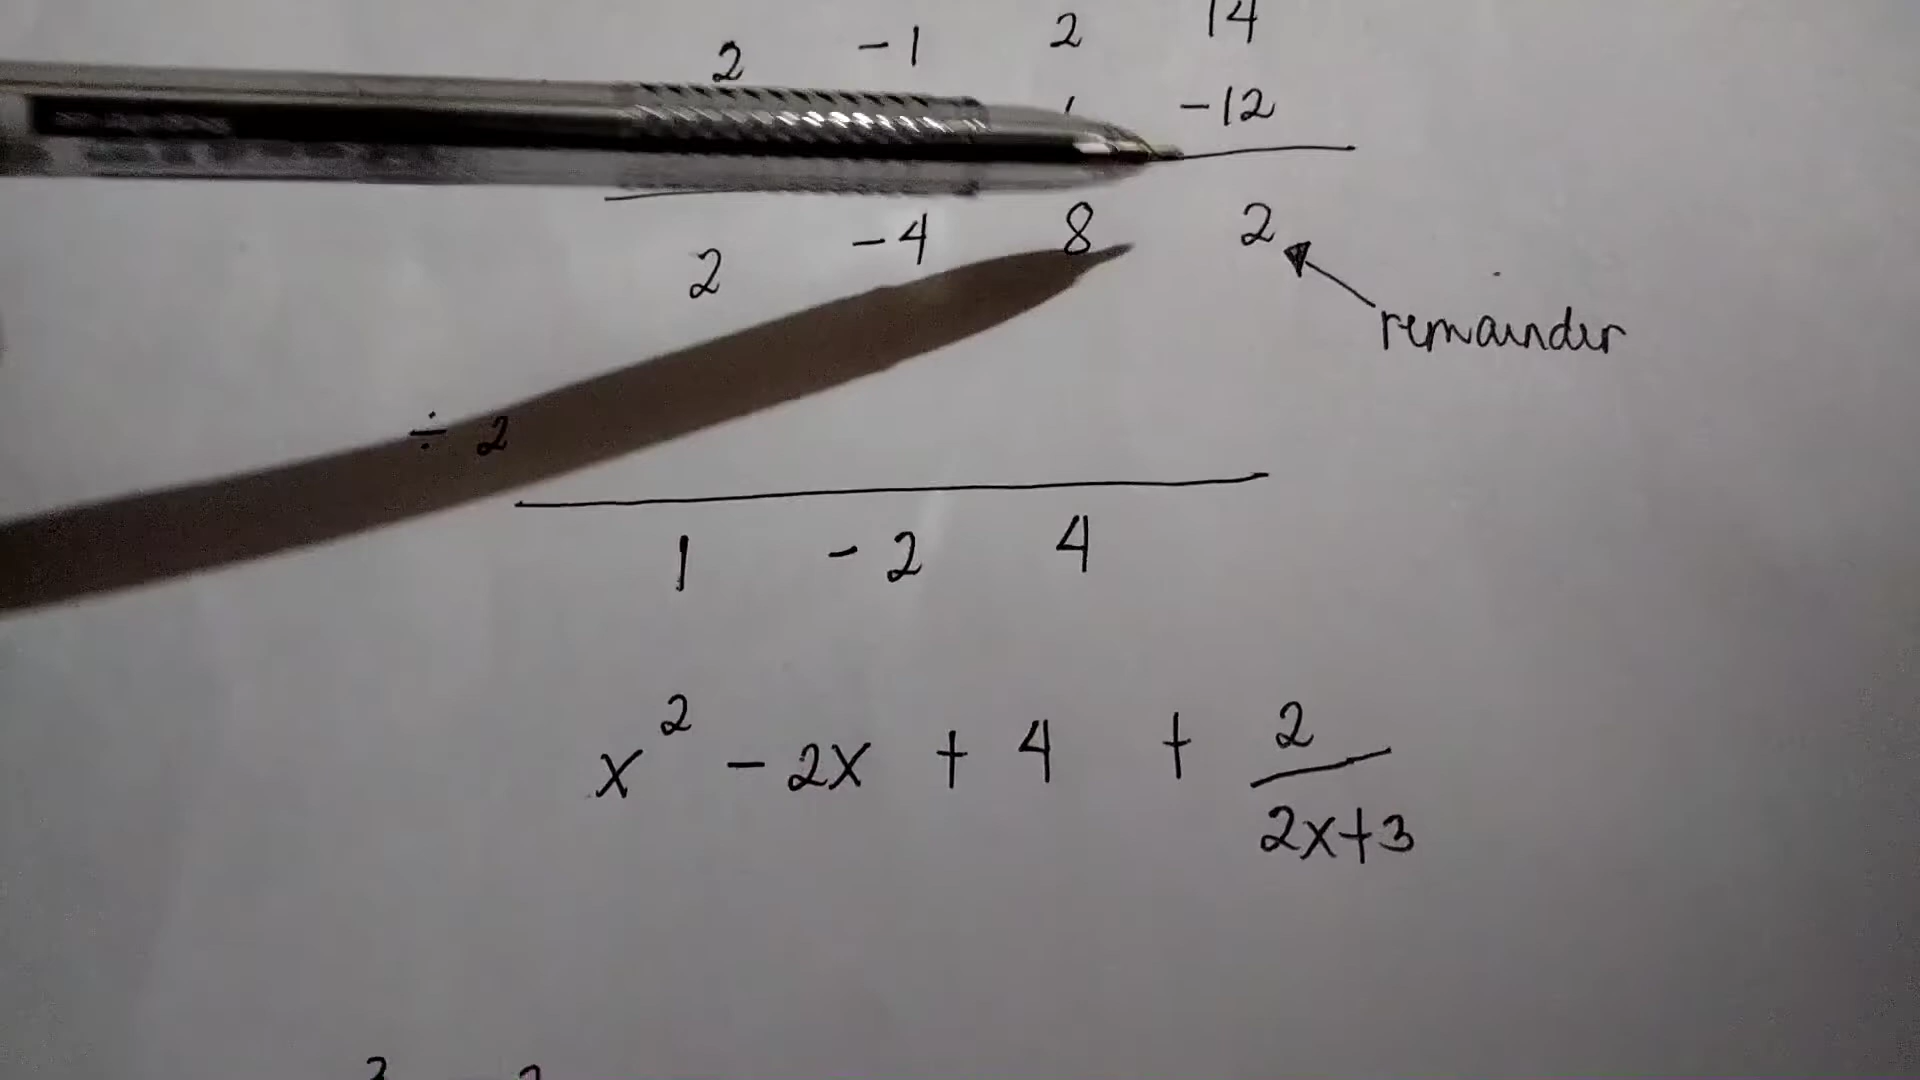 2 -1 2 14
-12
2 -4 8 2
remainder
÷ 2
1 -2 4
x² - 2x + 4 + 2/(2x+3)